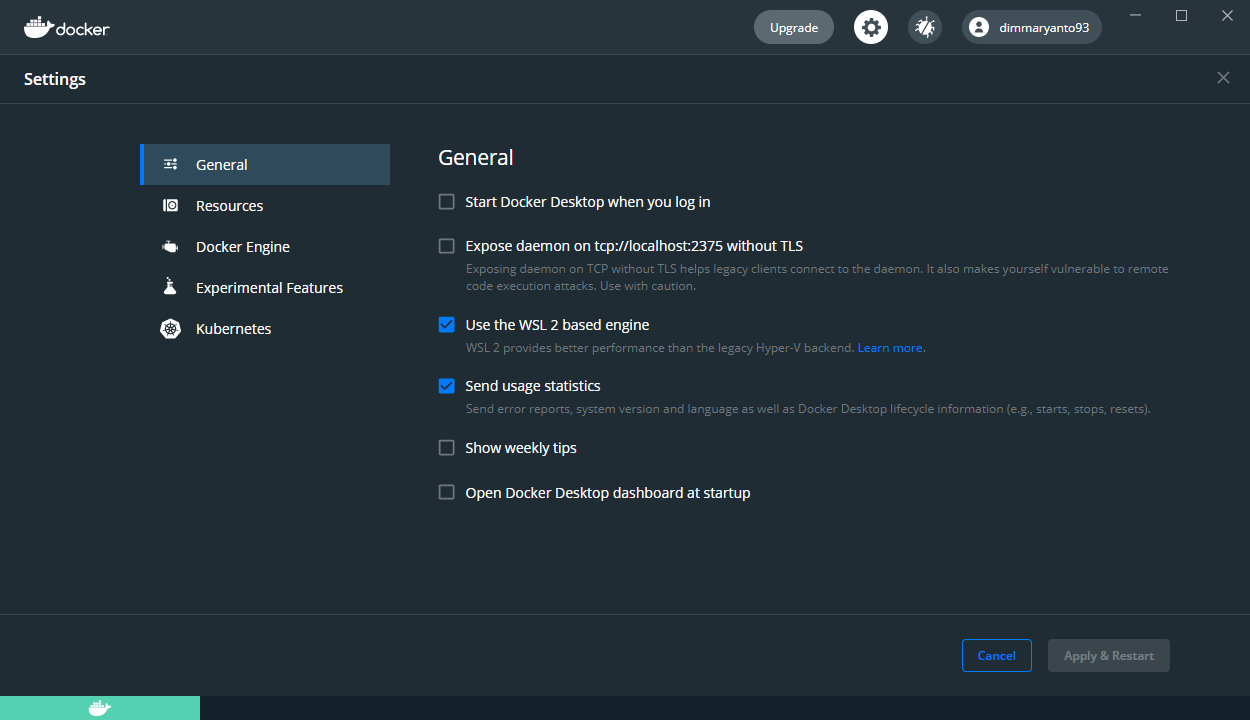 docker
Upgrade
dimmaryanto93
Settings
General
Resources
Docker Engine
Experimental Features
Kubernetes
General
Start Docker Desktop when you log in
Expose daemon on tcp://localhost:2375 without TLS
Exposing daemon on TCP without TLS helps legacy clients connect to the daemon. It also makes yourself vulnerable to remote
code execution attacks. Use with caution.
Use the WSL 2 based engine
WSL 2 provides better performance than the legacy Hyper-V backend. Learn more.
Send usage statistics
Send error reports, system version and language as well as Docker Desktop lifecycle information (e.g., starts, stops, resets).
Show weekly tips
Open Docker Desktop dashboard at startup
Cancel
Apply & Restart